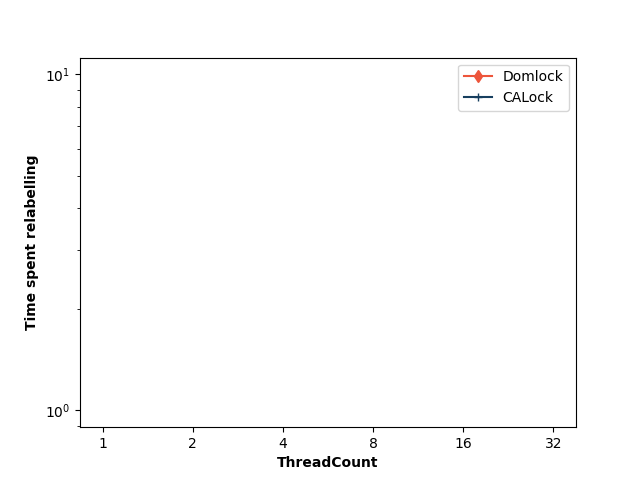 Domlock
CALock
10¹
10⁰
Time spent relabelling
1 2 4 8 16 32
ThreadCount